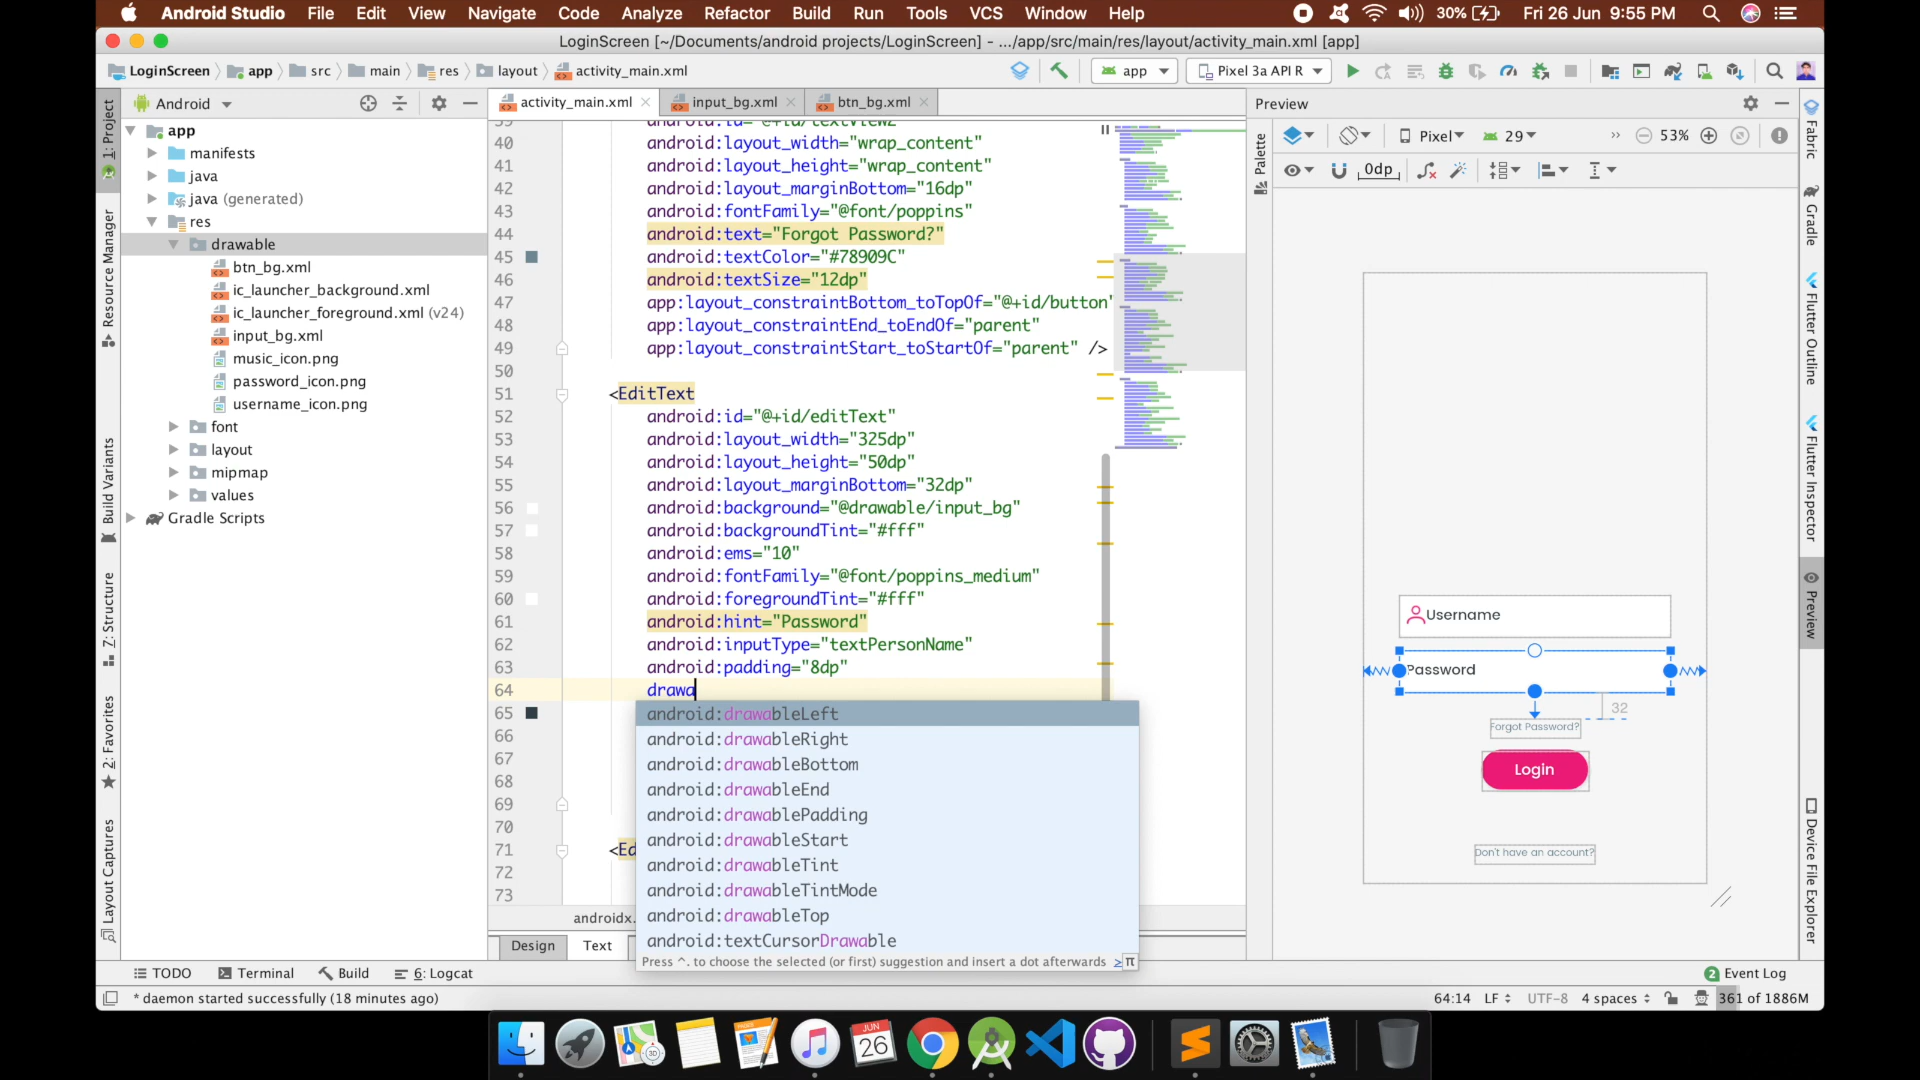 Android Studio File Edit View Navigate Code Analyze Refactor Build Run Tools VCS Window Help 30% Fri 26 Jun 9:55 PM
LoginScreen [~/Documents/android projects/LoginScreen] - .../app/src/main/res/layout/activity_main.xml [app]
LoginScreen app src main res layout activity_main.xml app Pixel 3a API R
Android activity_main.xml input_bg.xml btn_bg.xml Preview
1: Project
Resource Manager
Build Variants
Z: Structure
2: Favorites
Layout Captures
app
manifests
java
java (generated)
res
drawable
btn_bg.xml
ic_launcher_background.xml
ic_launcher_foreground.xml (v24)
input_bg.xml
music_icon.png
password_icon.png
username_icon.png
font
layout
mipmap
values
Gradle Scripts
39 android:id="@+id/textView2"
40 android:layout_width="wrap_content"
41 android:layout_height="wrap_content"
42 android:layout_marginBottom="16dp"
43 android:fontFamily="@font/poppins"
44 android:text="Forgot Password?"
45 android:textColor="#78909C"
46 android:textSize="12dp"
47 app:layout_constraintBottom_toTopOf="@+id/button"
48 app:layout_constraintEnd_toEndOf="parent"
49 app:layout_constraintStart_toStartOf="parent" />
50
51 <EditText
52 android:id="@+id/editText"
53 android:layout_width="325dp"
54 android:layout_height="50dp"
55 android:layout_marginBottom="32dp"
56 android:background="@drawable/input_bg"
57 android:backgroundTint="#fff"
58 android:ems="10"
59 android:fontFamily="@font/poppins_medium"
60 android:foregroundTint="#fff"
61 android:hint="Password"
62 android:inputType="textPersonName"
63 android:padding="8dp"
64 drawa
65
66
67
68
69
70
71 <Ed
72
73
android:drawableLeft
android:drawableRight
android:drawableBottom
android:drawableEnd
android:drawablePadding
android:drawableStart
android:drawableTint
android:drawableTintMode
android:drawableTop
android:textCursorDrawable
Press ^. to choose the selected (or first) suggestion and insert a dot afterwards >> π
androidx.
Design Text
Palette
Pixel 29 >> 53%
0dp
Username
Password
32
Forgot Password?
Login
Don't have an account?
Fabric
Gradle
Flutter Outline
Flutter Inspector
Preview
Device File Explorer
TODO Terminal Build 6: Logcat 2 Event Log
* daemon started successfully (18 minutes ago) 64:14 LF UTF-8 4 spaces 361 of 1886M
JUN
26
3D